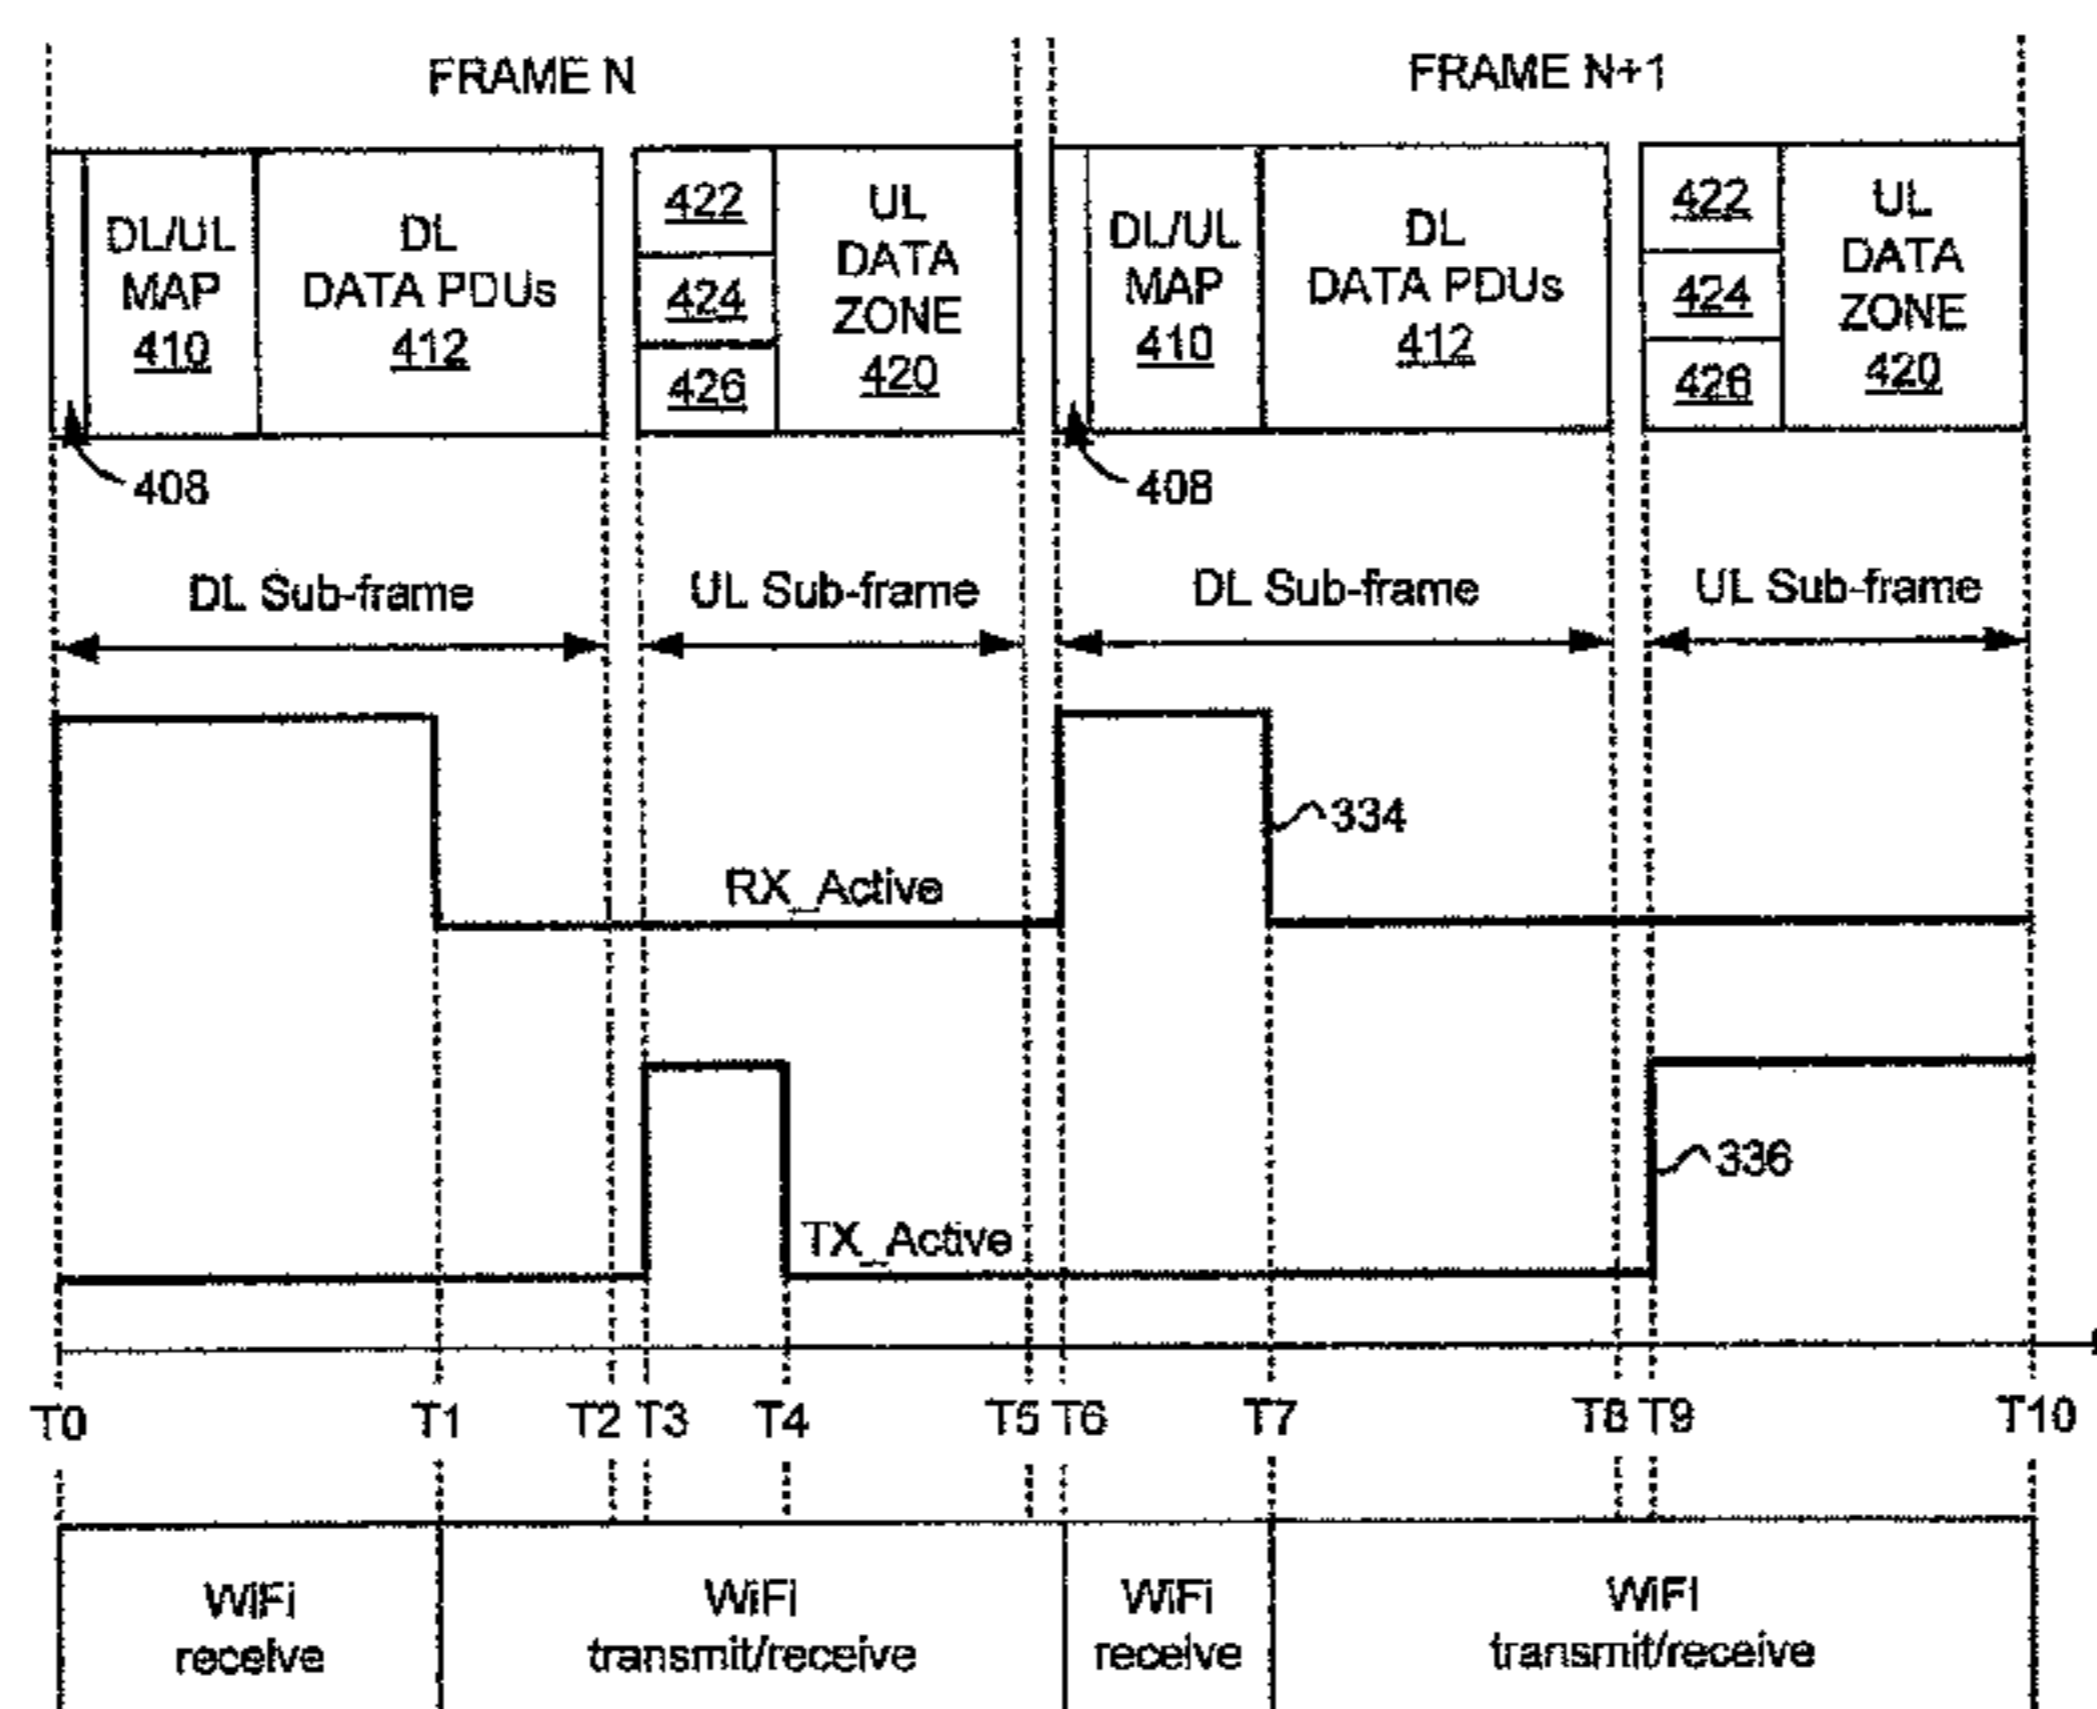 FRAME N
FRAME N+1
DL/UL
MAP
410
DL
DATA PDUs
412
422
424
426
UL
DATA
ZONE
420
DL/UL
MAP
410
DL
DATA PDUs
412
422
424
426
UL
DATA
ZONE
420
408
408
DL Sub-frame
UL Sub-frame
DL Sub-frame
UL Sub-frame
334
RX_Active
336
TX_Active
T0 T1 T2 T3 T4 T5 T6 T7 T8 T9 T10
WiFi
receive
WiFi
transmit/receive
WiFi
receive
WiFi
transmit/receive